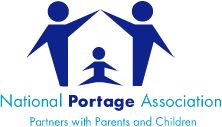 National Portage Association
Partners with Parents and Children